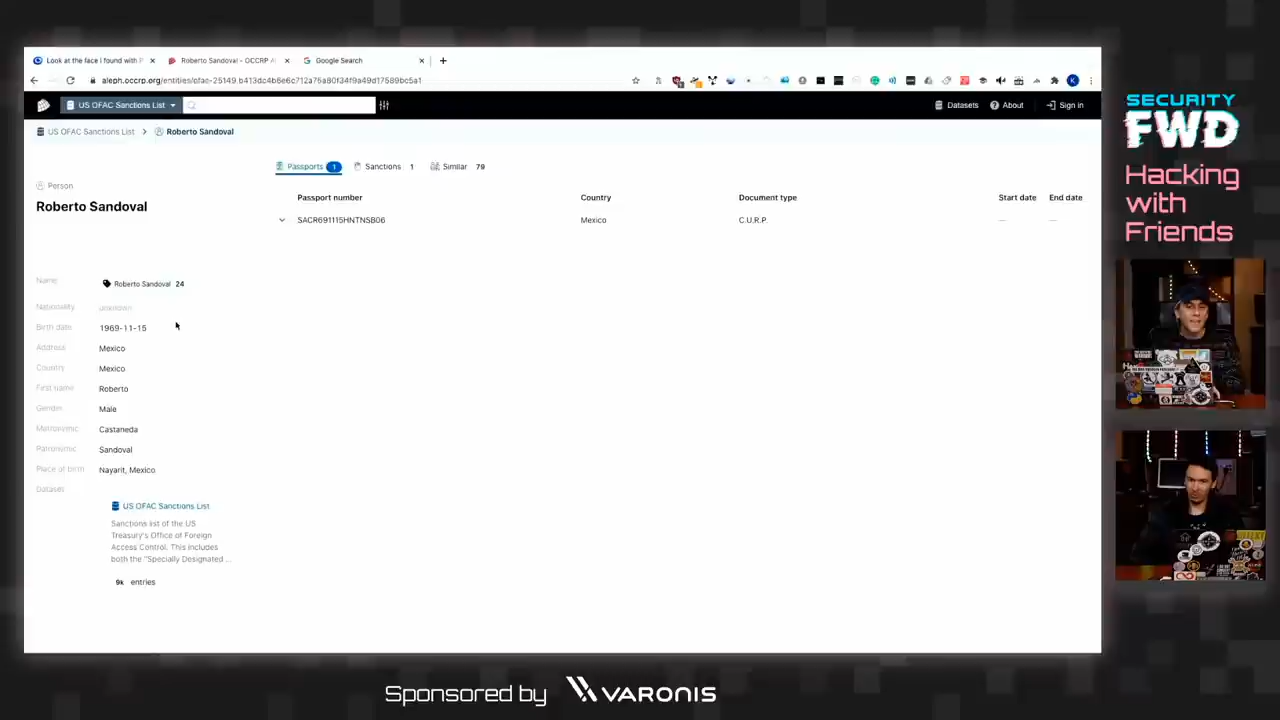 Look at the face i found with P
Roberto Sandoval - OCCRP A
Google Search
aleph.occrp.org/entities/ofac-25149.b413dc4b6e6c712a75a80f34f9a49d17589bc5a1
US OFAC Sanctions List
Datasets
About
Sign in
US OFAC Sanctions List
Roberto Sandoval
Passports 1
Sanctions 1
Similar 79
Person
Roberto Sandoval
Passport number Country Document type Start date End date
SACR691115HNTNSB06 Mexico C.U.R.P. — —
Name Roberto Sandoval 24
Nationality unknown
Birth date 1969-11-15
Address Mexico
Country Mexico
First name Roberto
Gender Male
Matronymic Castaneda
Patronymic Sandoval
Place of birth Nayarit, Mexico
Datasets
US OFAC Sanctions List
Sanctions list of the US
Treasury's Office of Foreign
Access Control. This includes
both the "Specially Designated ...
9k entries
SECURITY
FWD
Hacking
with
Friends
Sponsored by VARONIS